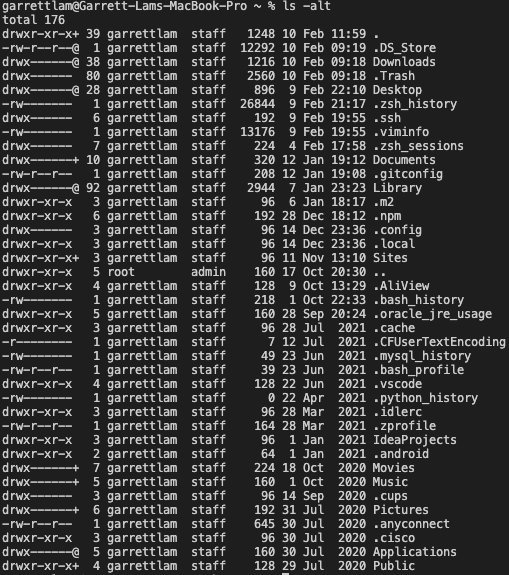 garrettlam@Garrett-Lams-MacBook-Pro ~ % ls -alt
total 176
drwxr-xr-x+ 39 garrettlam  staff   1248 10 Feb 11:59 .
-rw-r--r--@  1 garrettlam  staff  12292 10 Feb 09:19 .DS_Store
drwx------@ 38 garrettlam  staff   1216 10 Feb 09:18 Downloads
drwx------  80 garrettlam  staff   2560 10 Feb 09:18 .Trash
drwx------@ 28 garrettlam  staff    896  9 Feb 22:10 Desktop
-rw-------   1 garrettlam  staff  26844  9 Feb 21:17 .zsh_history
drwx------   6 garrettlam  staff    192  9 Feb 19:55 .ssh
-rw-------   1 garrettlam  staff  13176  9 Feb 19:55 .viminfo
drwx------   7 garrettlam  staff    224  4 Feb 17:58 .zsh_sessions
drwx------+ 10 garrettlam  staff    320 12 Jan 19:12 Documents
-rw-r--r--   1 garrettlam  staff    208 12 Jan 19:08 .gitconfig
drwx------@ 92 garrettlam  staff   2944  7 Jan 23:23 Library
drwxr-xr-x   3 garrettlam  staff     96  6 Jan 18:17 .m2
drwxr-xr-x   6 garrettlam  staff    192 28 Dec 18:12 .npm
drwx------   3 garrettlam  staff     96 14 Dec 23:36 .config
drwxr-xr-x   3 garrettlam  staff     96 14 Dec 23:36 .local
drwxr-xr-x+  3 garrettlam  staff     96 11 Nov 13:10 Sites
drwxr-xr-x   5 root        admin    160 17 Oct 20:30 ..
drwxr-xr-x   4 garrettlam  staff    128  9 Oct 13:29 .AliView
-rw-------   1 garrettlam  staff    218  1 Oct 22:33 .bash_history
drwxr-xr-x   5 garrettlam  staff    160 28 Sep 20:24 .oracle_jre_usage
drwxr-xr-x   3 garrettlam  staff     96 28 Jul  2021 .cache
-r--------   1 garrettlam  staff      7 12 Jul  2021 .CFUserTextEncoding
-rw-------   1 garrettlam  staff     49 23 Jun  2021 .mysql_history
-rw-r--r--   1 garrettlam  staff     39 23 Jun  2021 .bash_profile
drwxr-xr-x   4 garrettlam  staff    128 22 Jun  2021 .vscode
-rw-------   1 garrettlam  staff      0 22 Apr  2021 .python_history
drwxr-xr-x   3 garrettlam  staff     96 28 Mar  2021 .idlerc
-rw-r--r--   1 garrettlam  staff    164 28 Mar  2021 .zprofile
drwxr-xr-x   3 garrettlam  staff     96  1 Jan  2021 IdeaProjects
drwxr-xr-x   2 garrettlam  staff     64  1 Jan  2021 .android
drwx------+  7 garrettlam  staff    224 18 Oct  2020 Movies
drwx------+  5 garrettlam  staff    160  1 Oct  2020 Music
drwx------   3 garrettlam  staff     96 14 Sep  2020 .cups
drwx------+  6 garrettlam  staff    192 31 Jul  2020 Pictures
-rw-r--r--   1 garrettlam  staff    645 30 Jul  2020 .anyconnect
drwxr-xr-x   3 garrettlam  staff     96 30 Jul  2020 .cisco
drwx------@  5 garrettlam  staff    160 30 Jul  2020 Applications
drwxr-xr-x+  4 garrettlam  staff    128 29 Jul  2020 Public